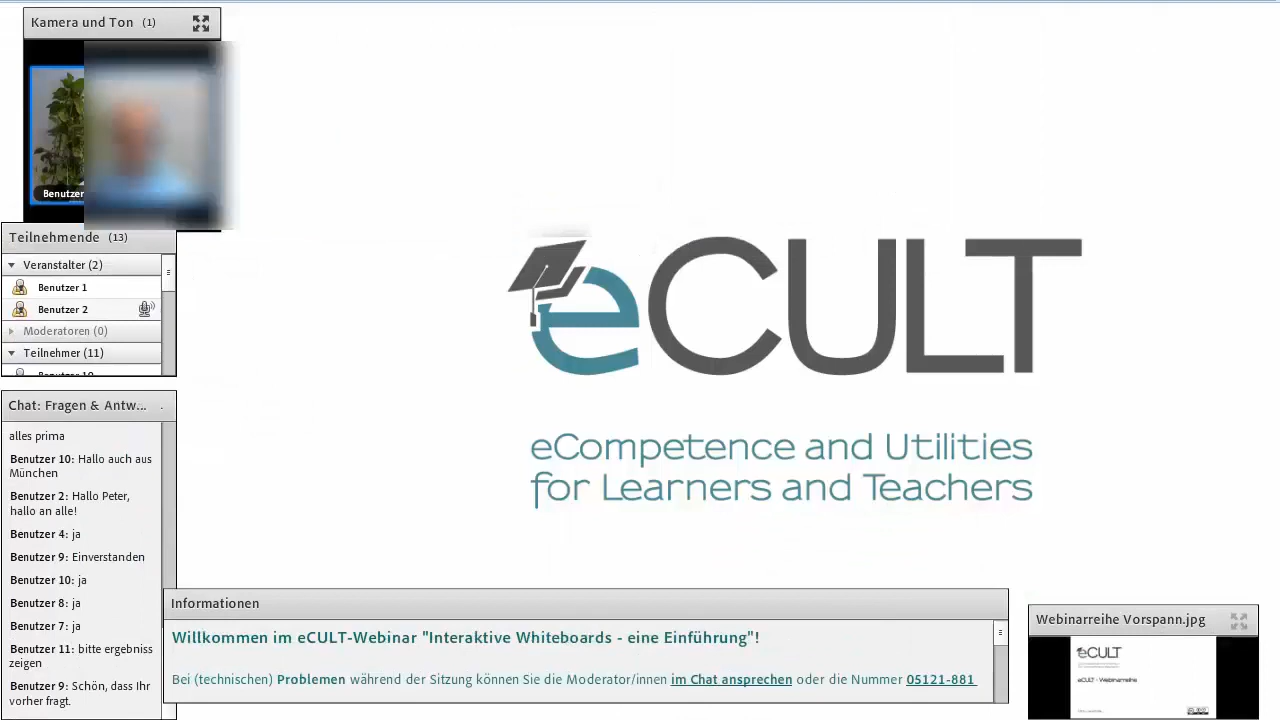 Kamera und Ton (1)
Benutzer
Teilnehmende (13)
Veranstalter (2)
Benutzer 1
Benutzer 2
Moderatoren (0)
Teilnehmer (11)
Benutzer 10
Chat: Fragen & Antw...
alles prima
Benutzer 10: Hallo auch aus
München
Benutzer 2: Hallo Peter,
hallo an alle!
Benutzer 4: ja
Benutzer 9: Einverstanden
Benutzer 10: ja
Benutzer 8: ja
Benutzer 7: ja
Benutzer 11: bitte ergebniss
zeigen
Benutzer 9: Schön, dass Ihr
vorher fragt.
eCULT
eCompetence and Utilities
for Learners and Teachers
Informationen
Willkommen im eCULT-Webinar "Interaktive Whiteboards - eine Einführung"!
Bei (technischen) Problemen während der Sitzung können Sie die Moderator/innen im Chat ansprechen oder die Nummer 05121-881
Webinarreihe Vorspann.jpg
eCULT
eCULT - Webinarreihe